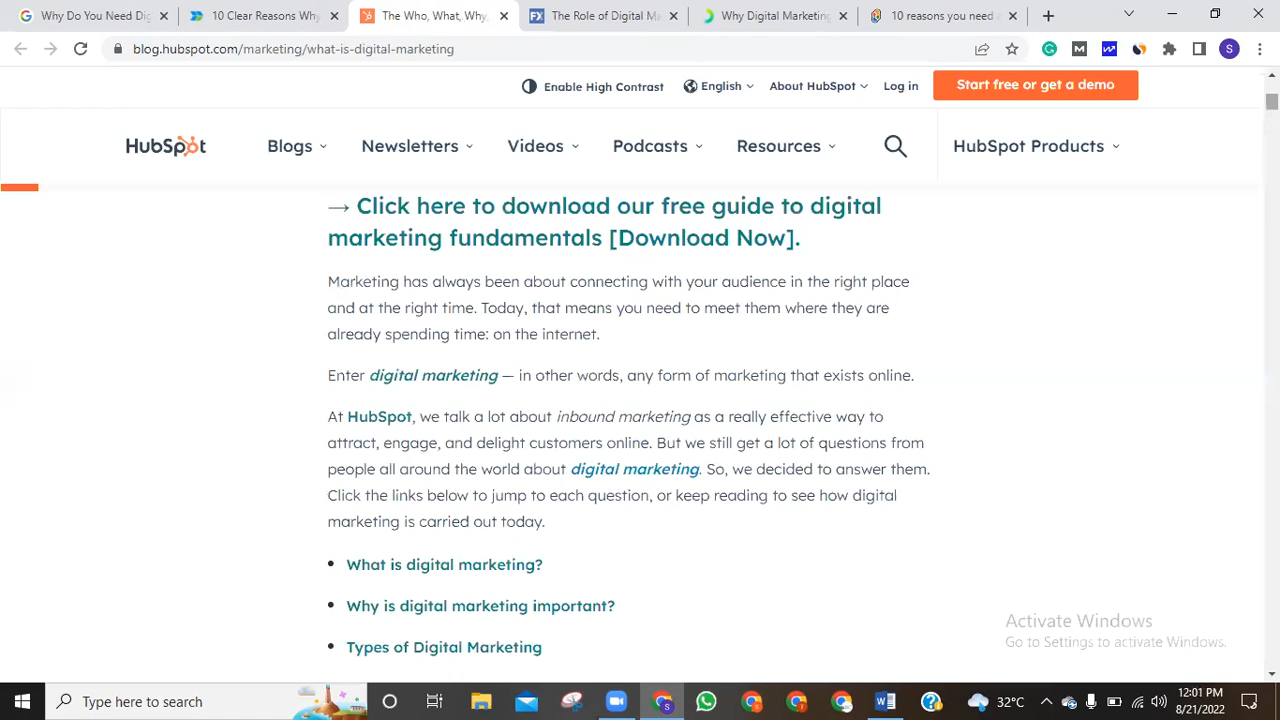 Why Do You Need Dig
10 Clear Reasons Why
The Who, What, Why,
The Role of Digital Ma
Why Digital Marketing
10 reasons you need a
blog.hubspot.com/marketing/what-is-digital-marketing
Enable High Contrast
English
About HubSpot
Log in
Start free or get a demo
HubSpot
Blogs
Newsletters
Videos
Podcasts
Resources
HubSpot Products
→ Click here to download our free guide to digital
marketing fundamentals [Download Now].
Marketing has always been about connecting with your audience in the right place
and at the right time. Today, that means you need to meet them where they are
already spending time: on the internet.
Enter digital marketing — in other words, any form of marketing that exists online.
At HubSpot, we talk a lot about inbound marketing as a really effective way to
attract, engage, and delight customers online. But we still get a lot of questions from
people all around the world about digital marketing. So, we decided to answer them.
Click the links below to jump to each question, or keep reading to see how digital
marketing is carried out today.
• What is digital marketing?
• Why is digital marketing important?
• Types of Digital Marketing
Activate Windows
Go to Settings to activate Windows.
Type here to search
32°C
12:01 PM
8/21/2022